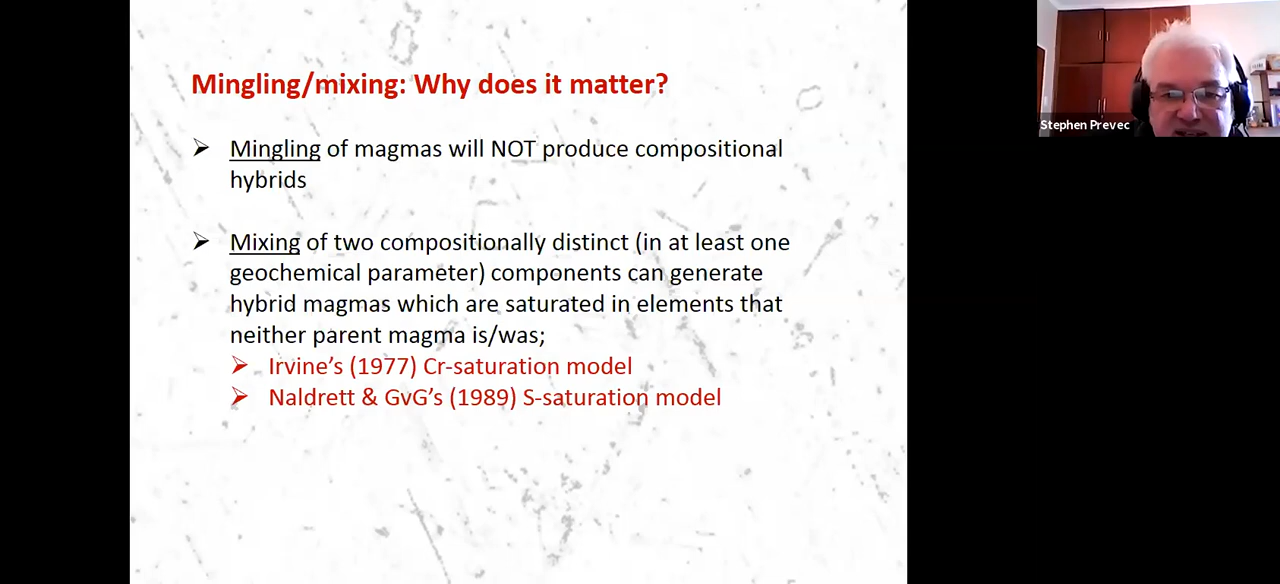 Mingling/mixing: Why does it matter?
➢ Mingling of magmas will NOT produce compositional
hybrids
➢ Mixing of two compositionally distinct (in at least one
geochemical parameter) components can generate
hybrid magmas which are saturated in elements that
neither parent magma is/was;
➢ Irvine’s (1977) Cr-saturation model
➢ Naldrett & GvG’s (1989) S-saturation model
Stephen Prevec